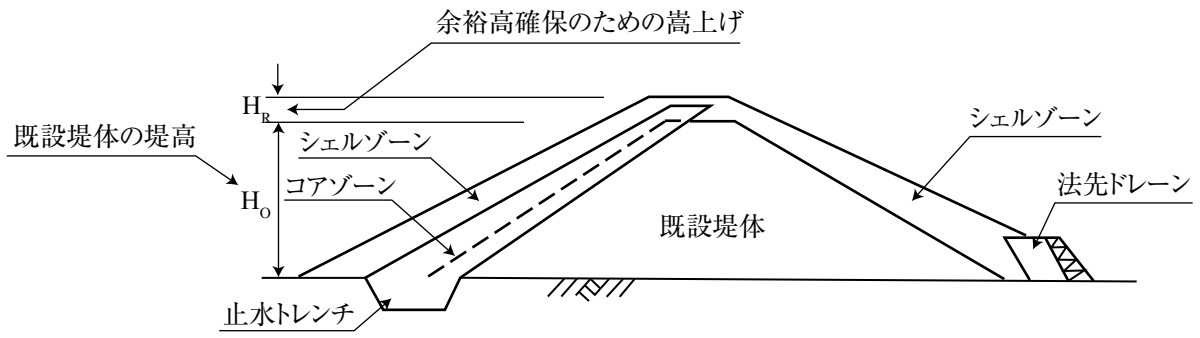 余裕高確保のための嵩上げ
HR
既設堤体の堤高
シェルゾーン
シェルゾーン
コアゾーン
HO
法先ドレーン
既設堤体
止水トレンチ